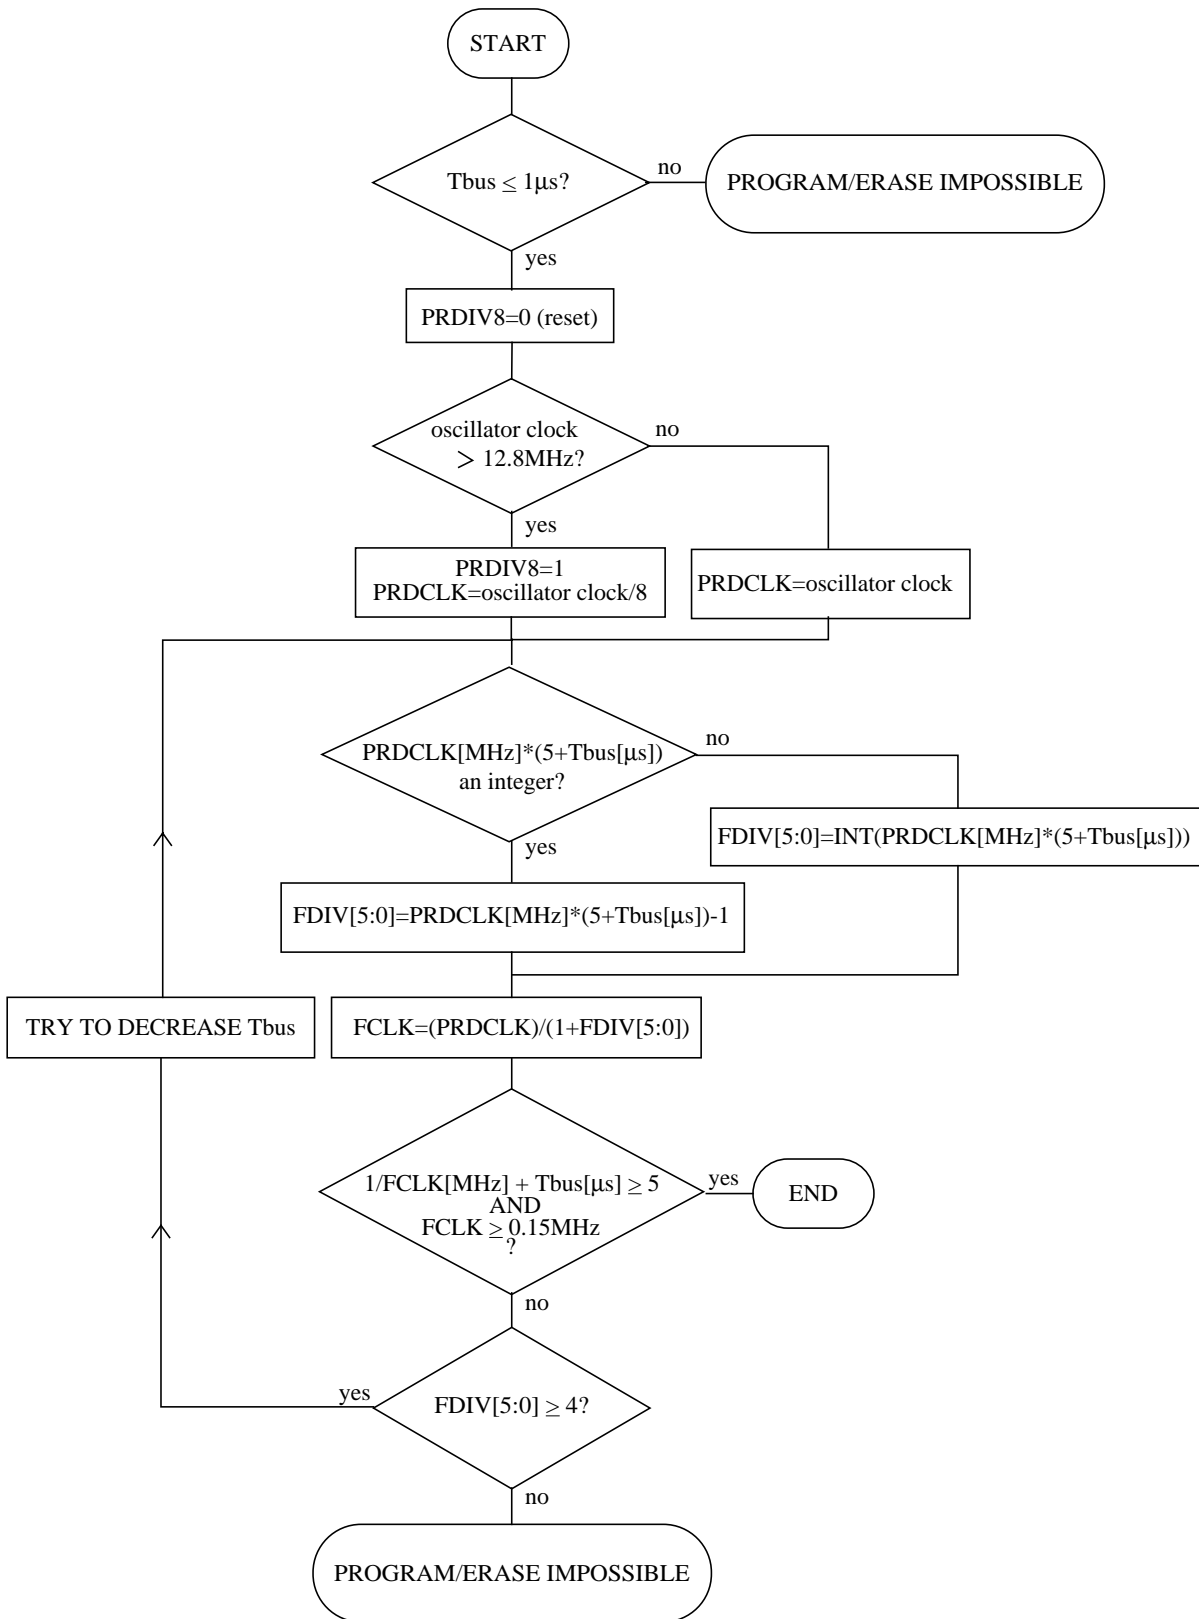 START
Tbus ≤ 1μs?
no
PROGRAM/ERASE IMPOSSIBLE
yes
PRDIV8=0 (reset)
oscillator clock
> 12.8MHz?
no
yes
PRDIV8=1
PRDCLK=oscillator clock/8
PRDCLK=oscillator clock
PRDCLK[MHz]*(5+Tbus[μs])
an integer?
no
yes
FDIV[5:0]=INT(PRDCLK[MHz]*(5+Tbus[μs]))
FDIV[5:0]=PRDCLK[MHz]*(5+Tbus[μs])-1
TRY TO DECREASE Tbus
FCLK=(PRDCLK)/(1+FDIV[5:0])
1/FCLK[MHz] + Tbus[μs] ≥ 5
AND
FCLK ≥ 0.15MHz
?
yes
END
no
yes
FDIV[5:0] ≥ 4?
no
PROGRAM/ERASE IMPOSSIBLE